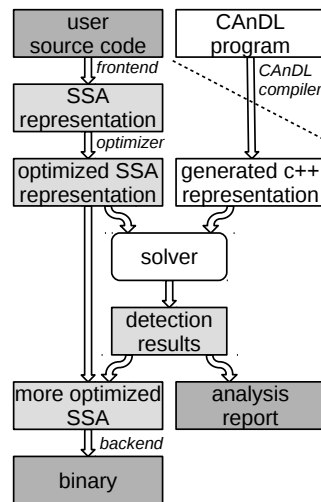 user
source code
CAnDL
program
frontend
CAnDL
compiler
SSA
representation
optimizer
optimized SSA
representation
generated c++
representation
solver
detection
results
more optimized
SSA
analysis
report
backend
binary